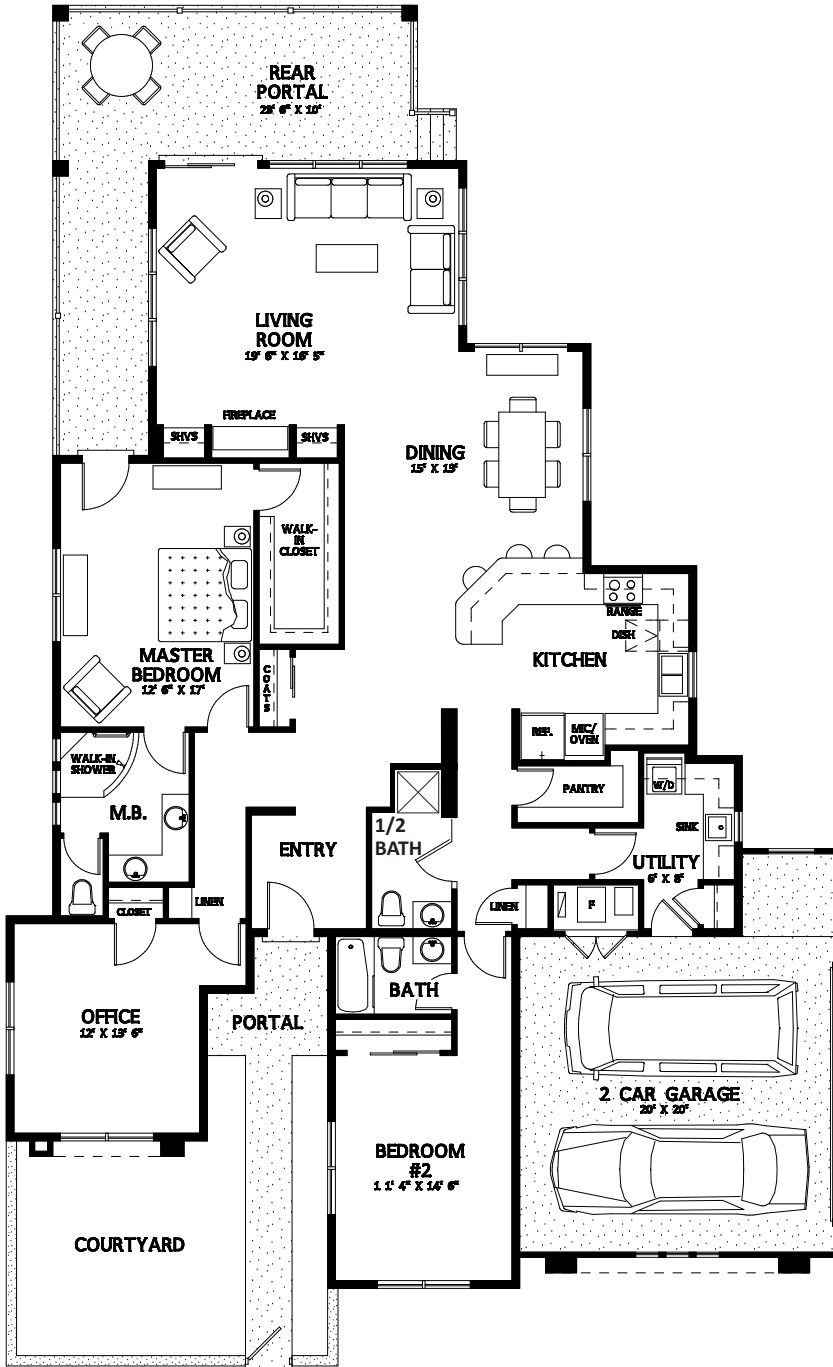 REAR
PORTAL
28' 6" X 10'
LIVING
ROOM
19' 6" X 16' 5"
FIREPLACE
SHVS
SHVS
DINING
15' X 19'
WALK-
IN
CLOSET
RANGE
DISH
KITCHEN
MASTER
BEDROOM
12' 6" X 17'
COATS
REF.
MIC/
OVEN
WALK-IN
SHOWER
PANTRY
W/D
M.B.
1/2
BATH
SINK
ENTRY
UTILITY
6' X 8'
CLOSET
LINEN
LINEN
F
BATH
OFFICE
12' X 13' 6"
PORTAL
2 CAR GARAGE
20' X 20'
BEDROOM
#2
11' 4" X 14' 6"
COURTYARD